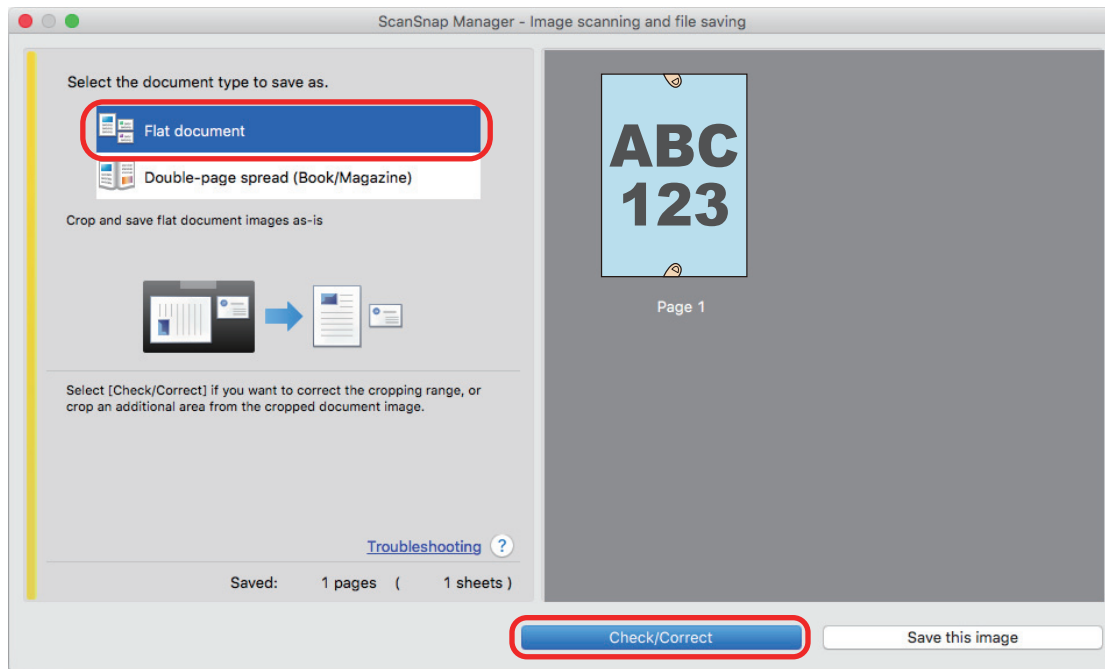 ScanSnap Manager - Image scanning and file saving
Select the document type to save as.
Flat document
Double-page spread (Book/Magazine)
Crop and save flat document images as-is
Select [Check/Correct] if you want to correct the cropping range, or
crop an additional area from the cropped document image.
Troubleshooting ?
Saved: 1 pages ( 1 sheets )
ABC
123
Page 1
Check/Correct
Save this image